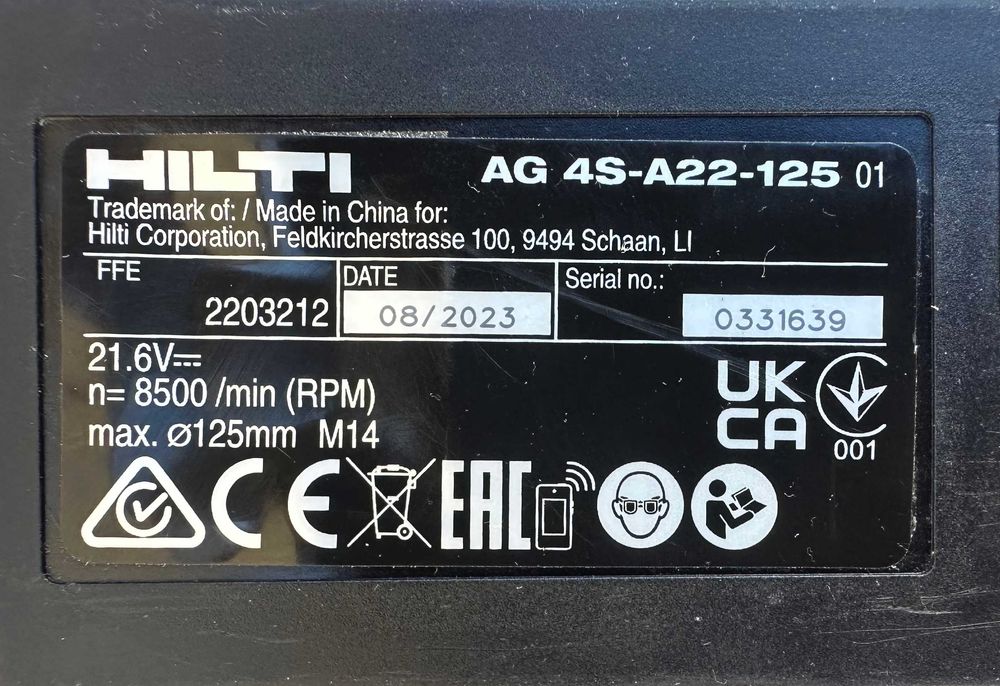 HILTI AG 4S-A22-125 01
Trademark of: / Made in China for:
Hilti Corporation, Feldkircherstrasse 100, 9494 Schaan, LI
FFE DATE Serial no.:
2203212 08/2023 0331639
21.6V⎓
n= 8500 /min (RPM)
max. Ø125mm M14
UK
CA
001
CE EAC